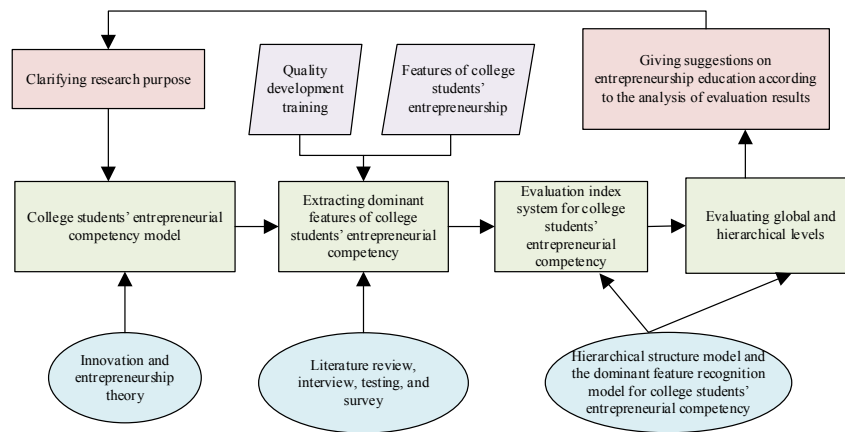 Clarifying research purpose
Quality
development
training
Features of college
students’
entrepreneurship
Giving suggestions on
entrepreneurship education according
to the analysis of evaluation results
College students’ entrepreneurial
competency model
Extracting dominant
features of college
students’ entrepreneurial
competency
Evaluation index
system for college
students’
entrepreneurial
competency
Evaluating global and
hierarchical levels
Innovation and
entrepreneurship
theory
Literature review,
interview, testing, and
survey
Hierarchical structure model and
the dominant feature recognition
model for college students’
entrepreneurial competency